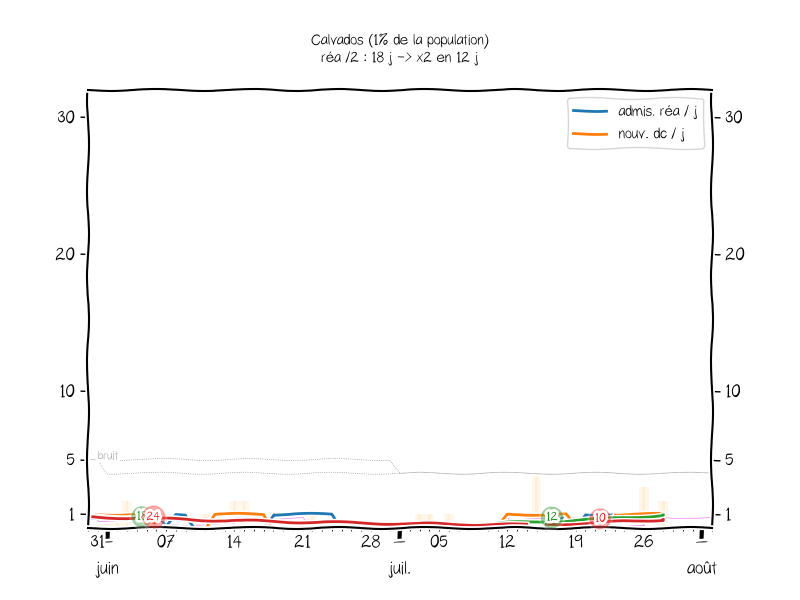 Calvados (1% de la population)
réa /2 : 18 j -> x2 en 12 j
admis. réa / j
nouv. dc / j
30
30
20
20
10
10
bruit
5
5
1
24
12
10
1
31
07
14
21
28
05
12
19
26
juin
juil.
août